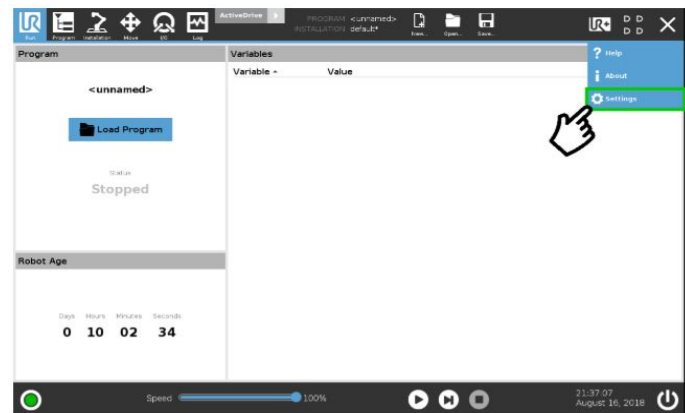 ActiveDrive
PROGRAM <unnamed>
INSTALLATION default*
UR+
D D
D D
Run
Program
Installation
Move
I/O
Log
New...
Open...
Save...
Program
Variables
Help
Variable
Value
About
<unnamed>
Settings
Load Program
Status
Stopped
Robot Age
Days Hours Minutes Seconds
0 10 02 34
Speed
100%
21:37:07
August 16, 2018